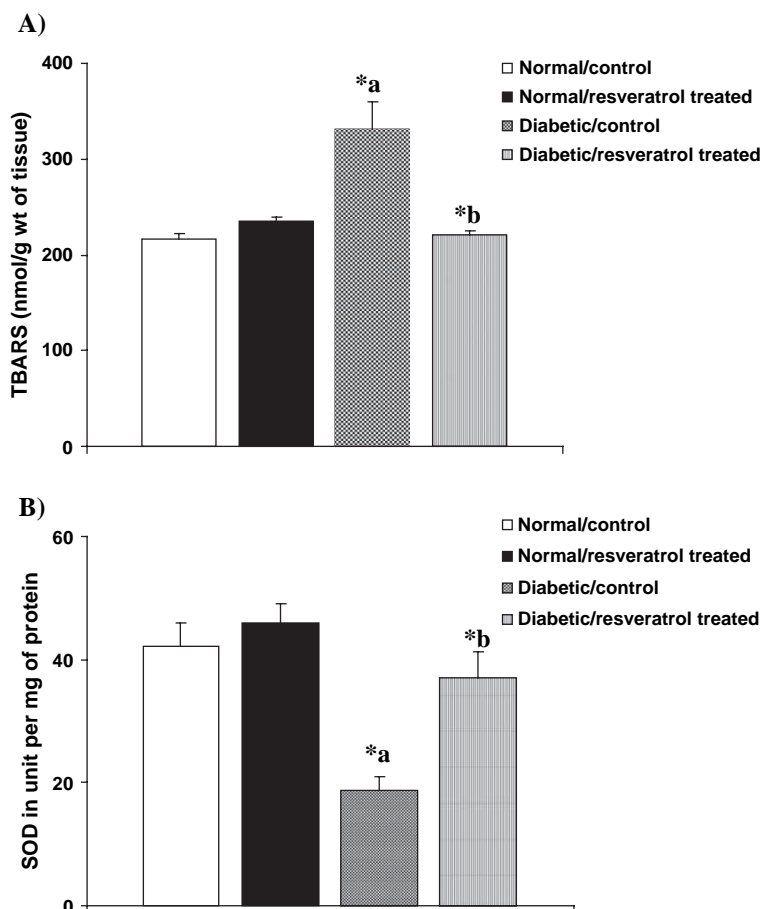 A)
TBARS (nmol/g wt of tissue)
400
300
200
100
0
*a
*b
Normal/control
Normal/resveratrol treated
Diabetic/control
Diabetic/resveratrol treated
B)
SOD in unit per mg of protein
60
40
20
0
*a
*b
Normal/control
Normal/resveratrol treated
Diabetic/control
Diabetic/resveratrol treated